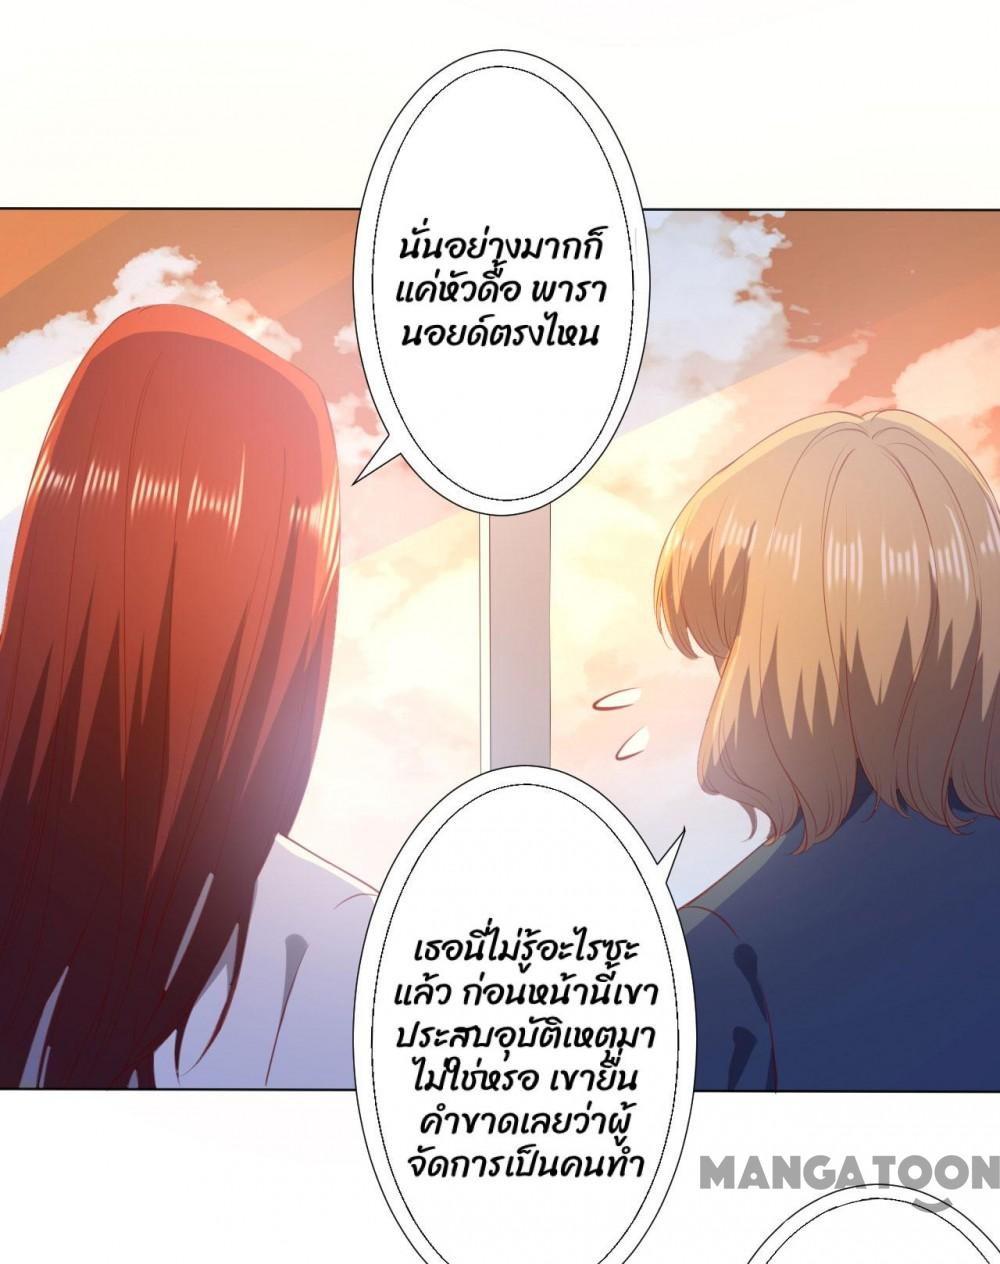 นั่นอย่างมากก็
แค่หัวดื้อ พารา
นอยด์ตรงไหน
เธอนี่ไม่รู้อะไรซะ
แล้ว ก่อนหน้านี้เขา
ประสบอุบัติเหตุมา
ไม่ใช่หรอ เขายื่น
คำขาดเลยว่าผู้
จัดการเป็นคนทำ
MANGATOON